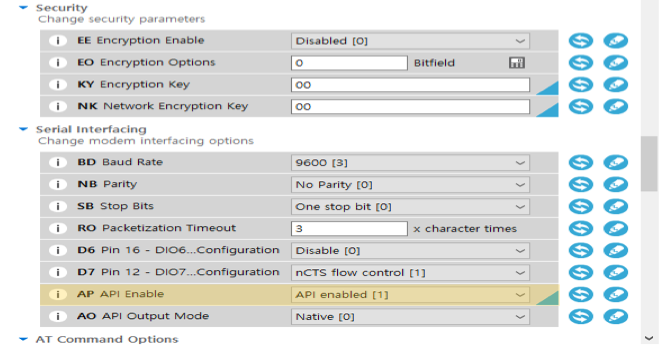 Security
Change security parameters
i EE Encryption Enable Disabled [0]
i EO Encryption Options 0 Bitfield
i KY Encryption Key 00
i NK Network Encryption Key 00
Serial Interfacing
Change modem interfacing options
i BD Baud Rate 9600 [3]
i NB Parity No Parity [0]
i SB Stop Bits One stop bit [0]
i RO Packetization Timeout 3 x character times
i D6 Pin 16 - DIO6...Configuration Disable [0]
i D7 Pin 12 - DIO7...Configuration nCTS flow control [1]
i AP API Enable API enabled [1]
i AO API Output Mode Native [0]
AT Command Options